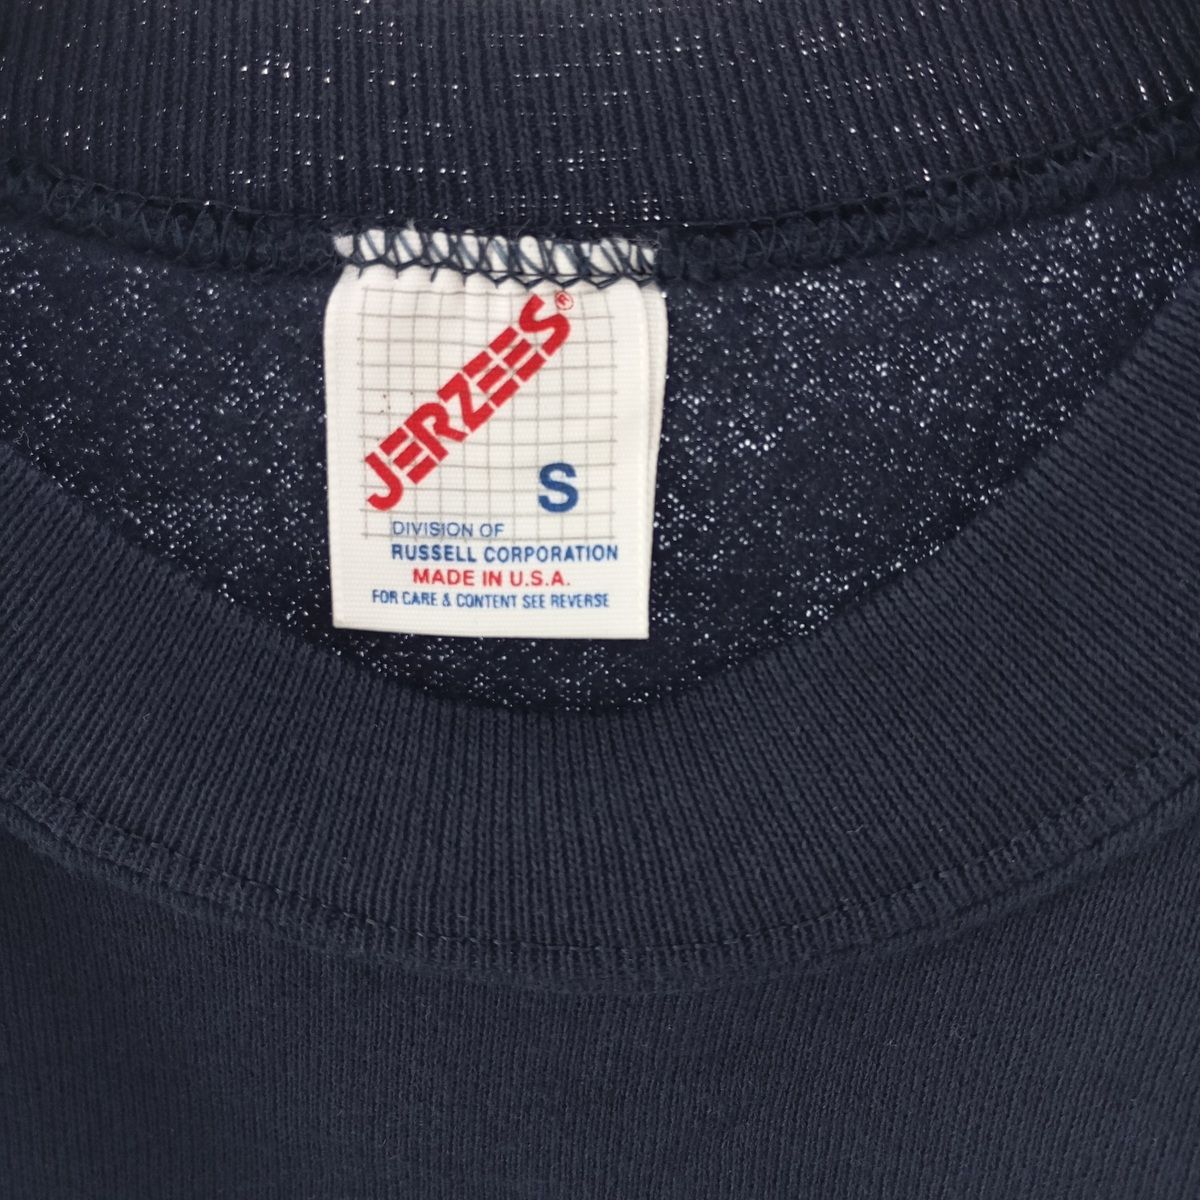 JERZEES®
S
DIVISION OF
RUSSELL CORPORATION
MADE IN U.S.A.
FOR CARE & CONTENT SEE REVERSE